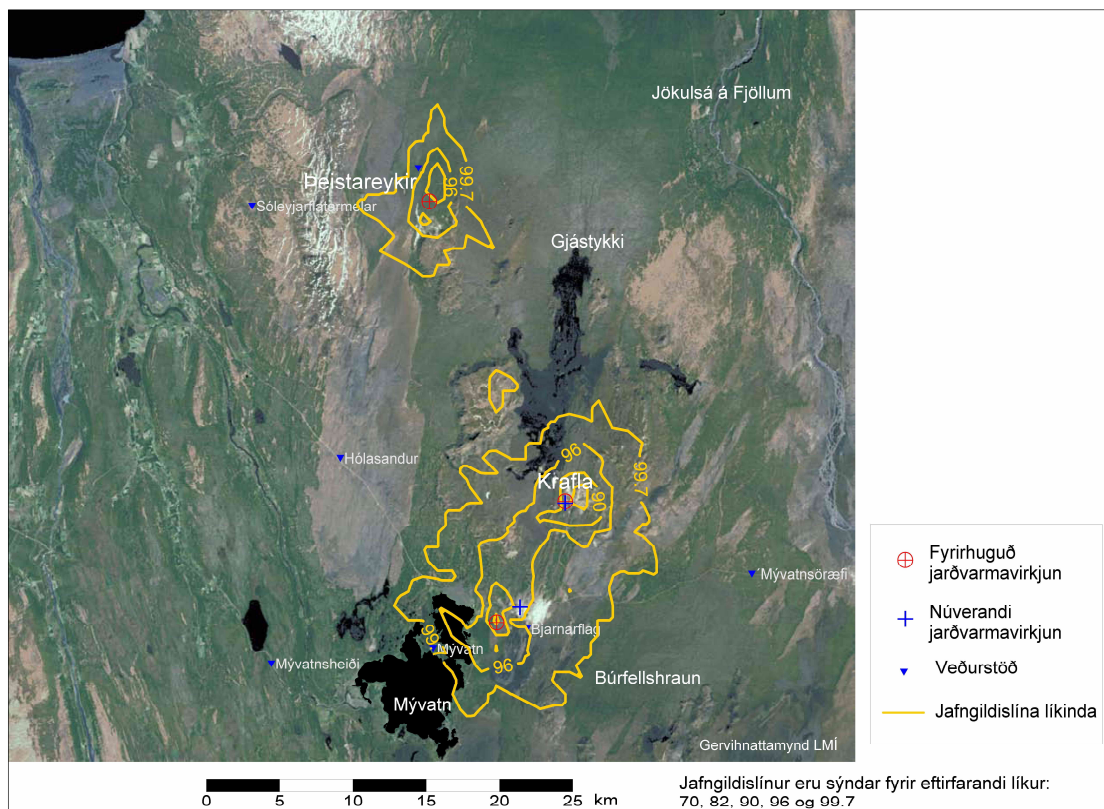 Jökulsá á Fjöllum
Þeistareykir
99.7
96
Sóleyjarflatermelar
Gjástykki
96
99.7
Hólasandur
Krafla
90
Mývatnsöræfi
Bjarnarflag
99
Mývatn
96
Mývatnsheiði
Búrfellshraun
Mývatn
Gervihnattamynd LMÍ
Fyrirhuguð
jarðvarmavirkjun
Núverandi
jarðvarmavirkjun
Veðurstöð
Jafngildislína líkinda
0 5 10 15 20 25 km
Jafngildislínur eru sýndar fyrir eftirfarandi líkur:
70, 82, 90, 96 og 99.7